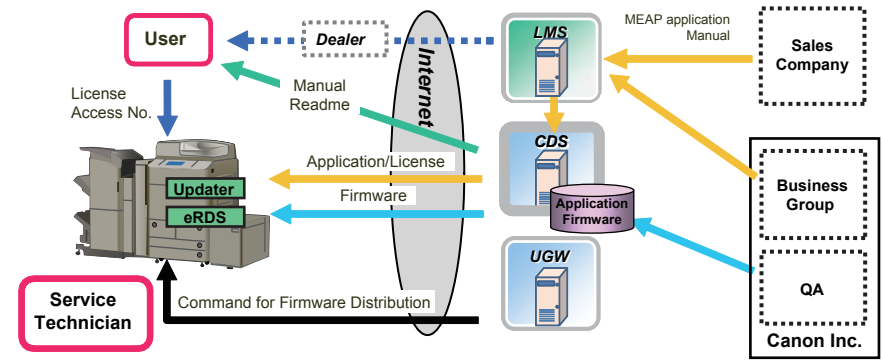 User
Dealer
LMS
MEAP application
Manual
Sales
Company
Internet
License
Access No.
Manual
Readme
CDS
Application/License
Updater
Firmware
eRDS
Application
Firmware
Business
Group
UGW
QA
Service
Technician
Command for Firmware Distribution
Canon Inc.